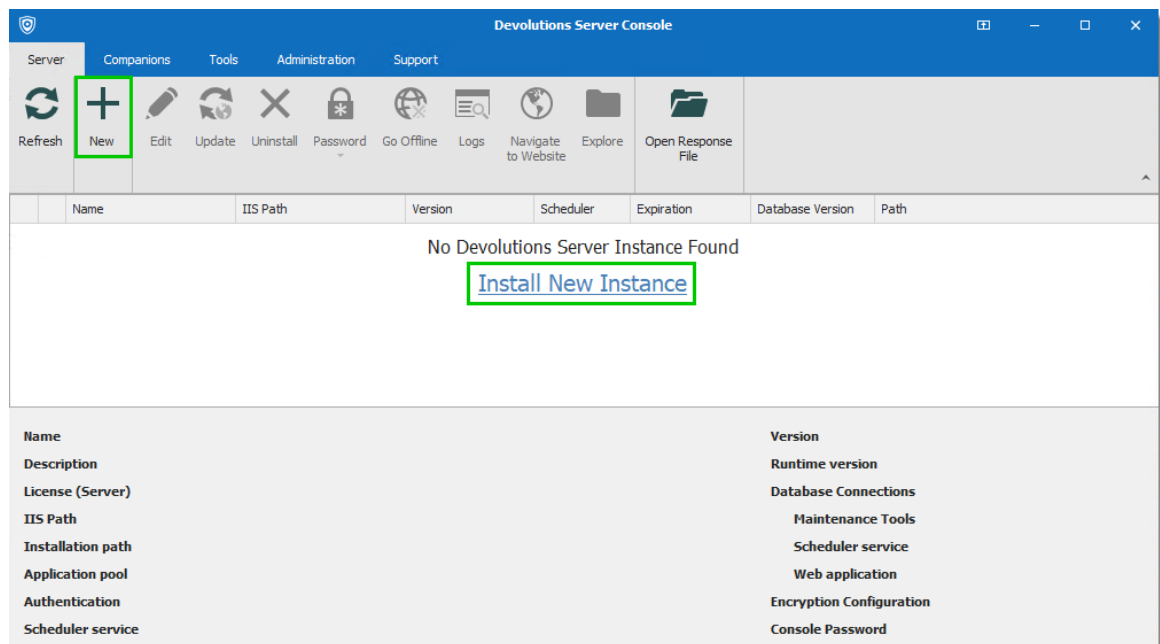 Devolutions Server Console
Server Companions Tools Administration Support
Refresh New Edit Update Uninstall Password Go Offline Logs Navigate to Website Explore Open Response File
Name IIS Path Version Scheduler Expiration Database Version Path
No Devolutions Server Instance Found
Install New Instance
Name
Description
License (Server)
IIS Path
Installation path
Application pool
Authentication
Scheduler service
Version
Runtime version
Database Connections
Maintenance Tools
Scheduler service
Web application
Encryption Configuration
Console Password